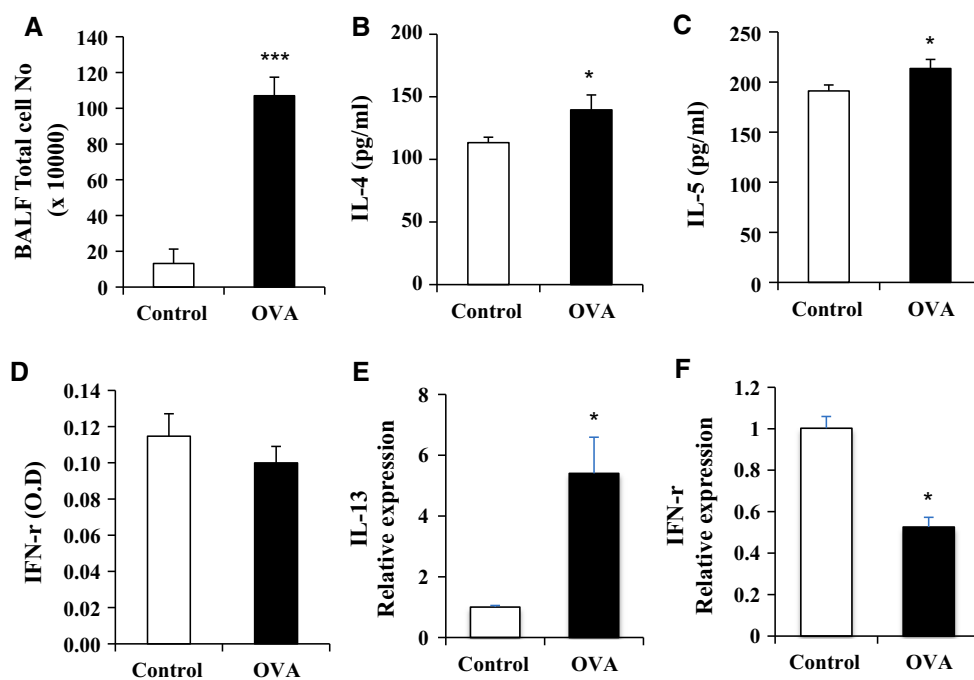 A
BALF Total cell No
(x 10000)
140
120
100
80
60
40
20
0
***
Control OVA
B
IL-4 (pg/ml)
200
150
100
50
0
*
Control OVA
C
IL-5 (pg/ml)
250
200
150
100
50
0
*
Control OVA
D
IFN-r (O.D)
0.14
0.12
0.10
0.08
0.06
0.04
0.02
0.00
Control OVA
E
IL-13
Relative expression
8
6
4
2
0
*
Control OVA
F
IFN-r
Relative expression
1.2
1
0.8
0.6
0.4
0.2
0
*
Control OVA